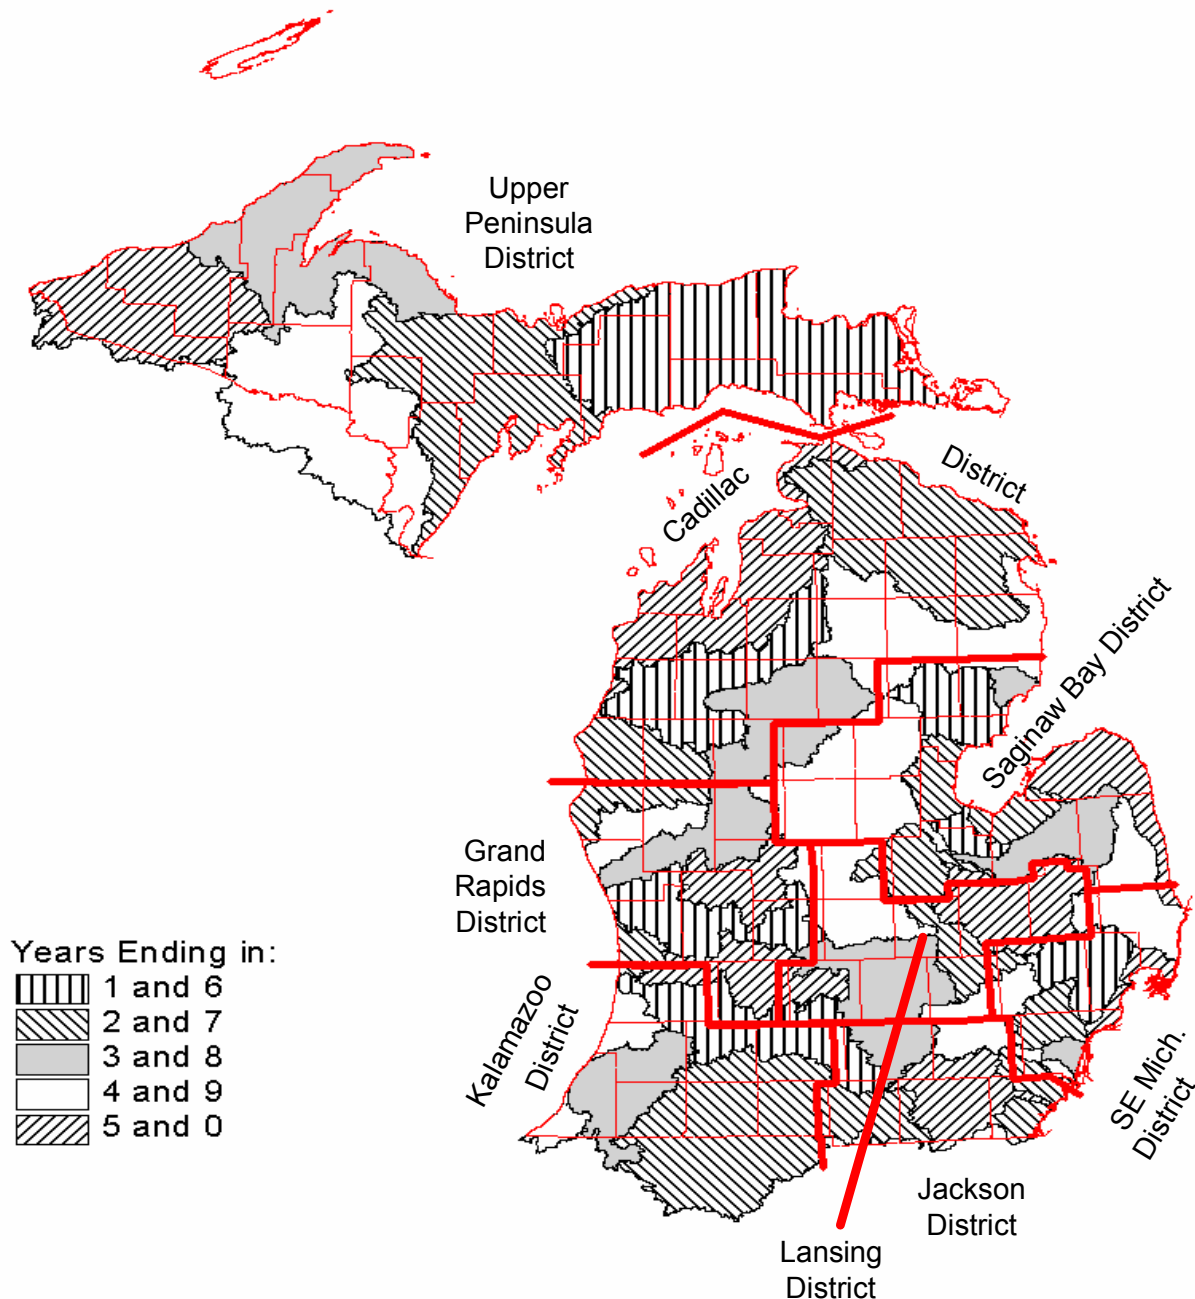 Upper
Peninsula
District
Cadillac
District
Saginaw Bay District
Grand
Rapids
District
Years Ending in:
1 and 6
2 and 7
3 and 8
4 and 9
5 and 0
Kalamazoo
District
SE Mich.
District
Jackson
District
Lansing
District